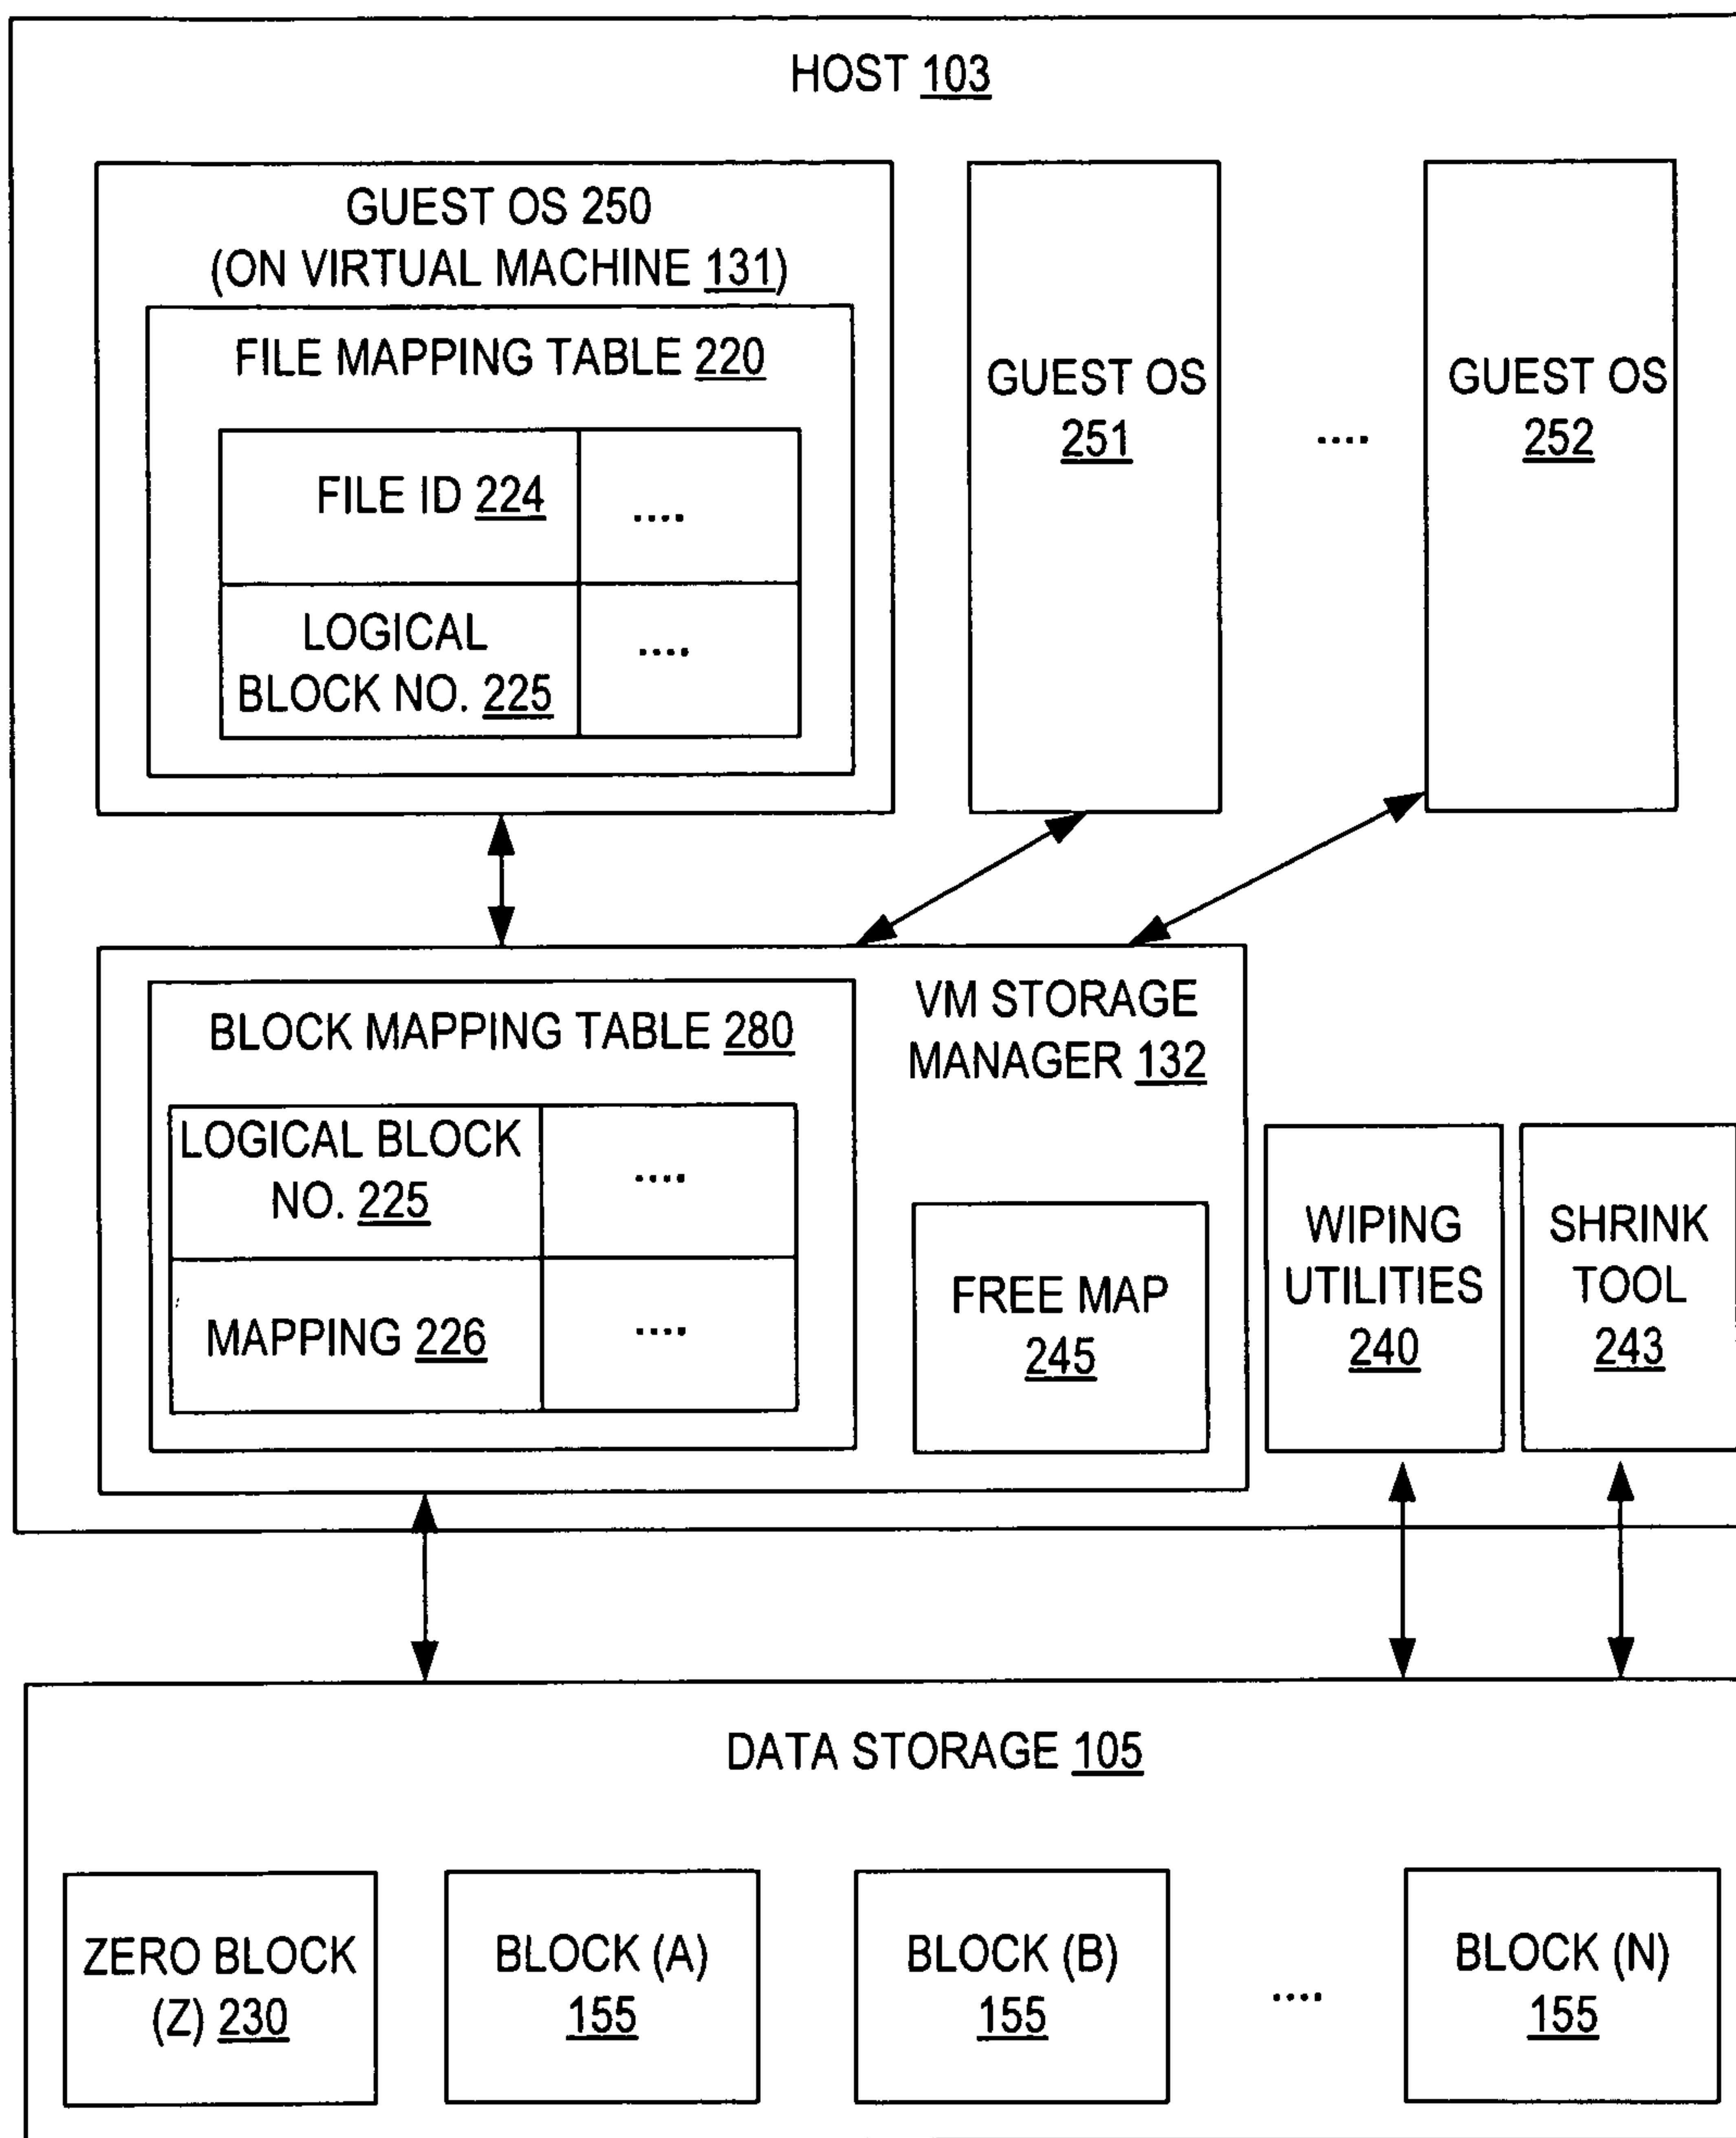 HOST 103
GUEST OS 250
(ON VIRTUAL MACHINE 131)
FILE MAPPING TABLE 220
FILE ID 224
....
LOGICAL
BLOCK NO. 225
....
GUEST OS
251
....
GUEST OS
252
BLOCK MAPPING TABLE 280
LOGICAL BLOCK
NO. 225
....
MAPPING 226
....
VM STORAGE
MANAGER 132
FREE MAP
245
WIPING
UTILITIES
240
SHRINK
TOOL
243
DATA STORAGE 105
ZERO BLOCK
(Z) 230
BLOCK (A)
155
BLOCK (B)
155
....
BLOCK (N)
155